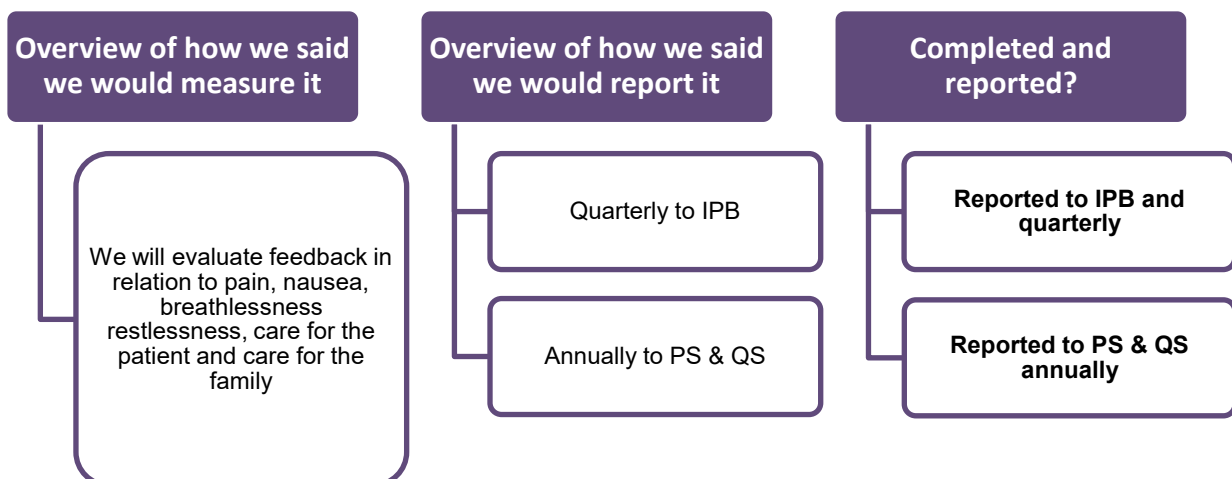 Overview of how we said
we would measure it
We will evaluate feedback in
relation to pain, nausea,
breathlessness
restlessness, care for the
patient and care for the
family
Overview of how we said
we would report it
Quarterly to IPB
Annually to PS & QS
Completed and
reported?
Reported to IPB and
quarterly
Reported to PS & QS
annually